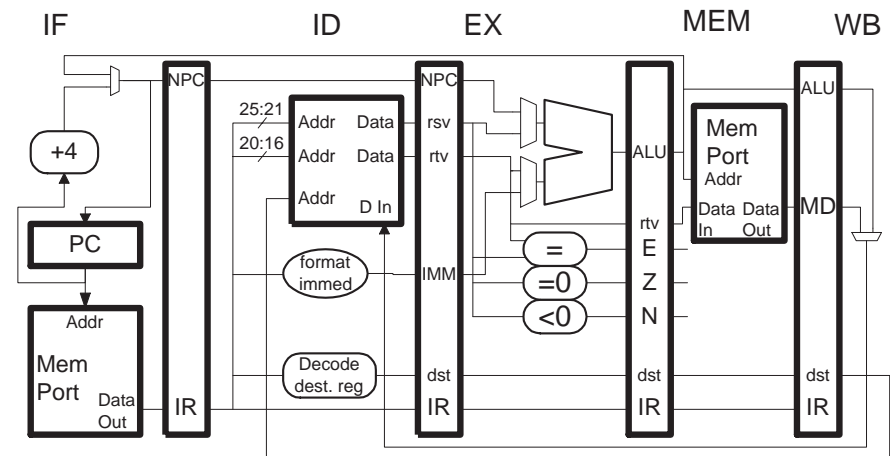 IF ID EX MEM WB
NPC NPC ALU
25:21
Addr Data rsv
20:16
Addr Data rtv
+4
Addr
D In
ALU
Mem
Port
Addr
Data Data
In Out
MD
PC
rtv
= E
format
immed
IMM
=0 Z
<0 N
Addr
Mem
Port
Data
Out
Decode
dest. reg
dst dst dst
IR IR IR IR